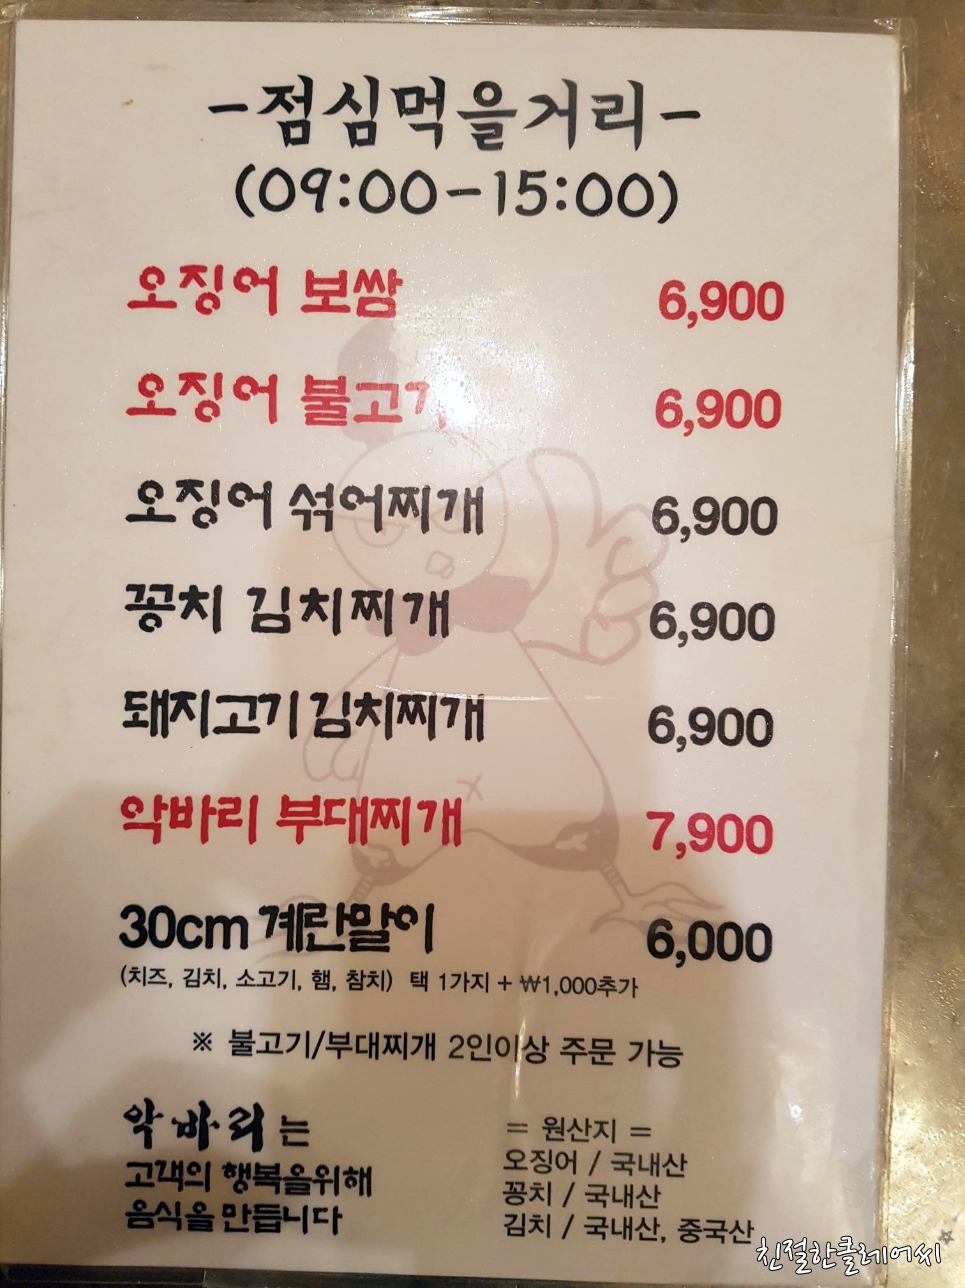 -점심먹을거리-
(09:00-15:00)
오징어 보쌈 6,900
오징어 불고기 6,900
오징어 섞어찌개 6,900
꽁치 김치찌개 6,900
돼지고기 김치찌개 6,900
악바리 부대찌개 7,900
30cm 계란말이 6,000
(치즈, 김치, 소고기, 햄, 참치) 택 1가지 + ₩1,000추가
※ 불고기/부대찌개 2인이상 주문 가능
악바리는
고객의 행복을위해
음식을 만듭니다
= 원산지 =
오징어 / 국내산
꽁치 / 국내산
김치 / 국내산, 중국산
친절한클레어씨